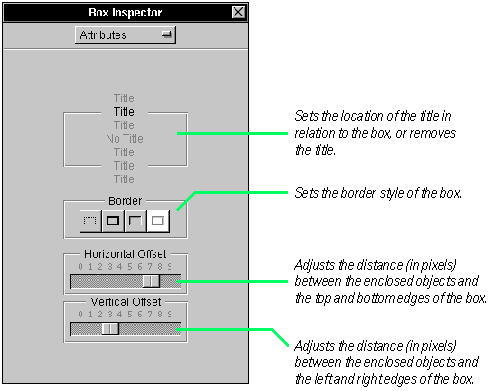 Box Inspector
Attributes
Title
Title
Title
No Title
Title
Title
Title
Sets the location of the title in
relation to the box, or removes
the title.
Border
Sets the border style of the box.
Horizontal Offset
0 1 2 3 4 5 6 7 8 9
Adjusts the distance (in pixels)
between the enclosed objects and
the top and bottom edges of the box.
Vertical Offset
0 1 2 3 4 5 6 7 8 9
Adjusts the distance (in pixels)
between the enclosed objects and
the left and right edges of the box.